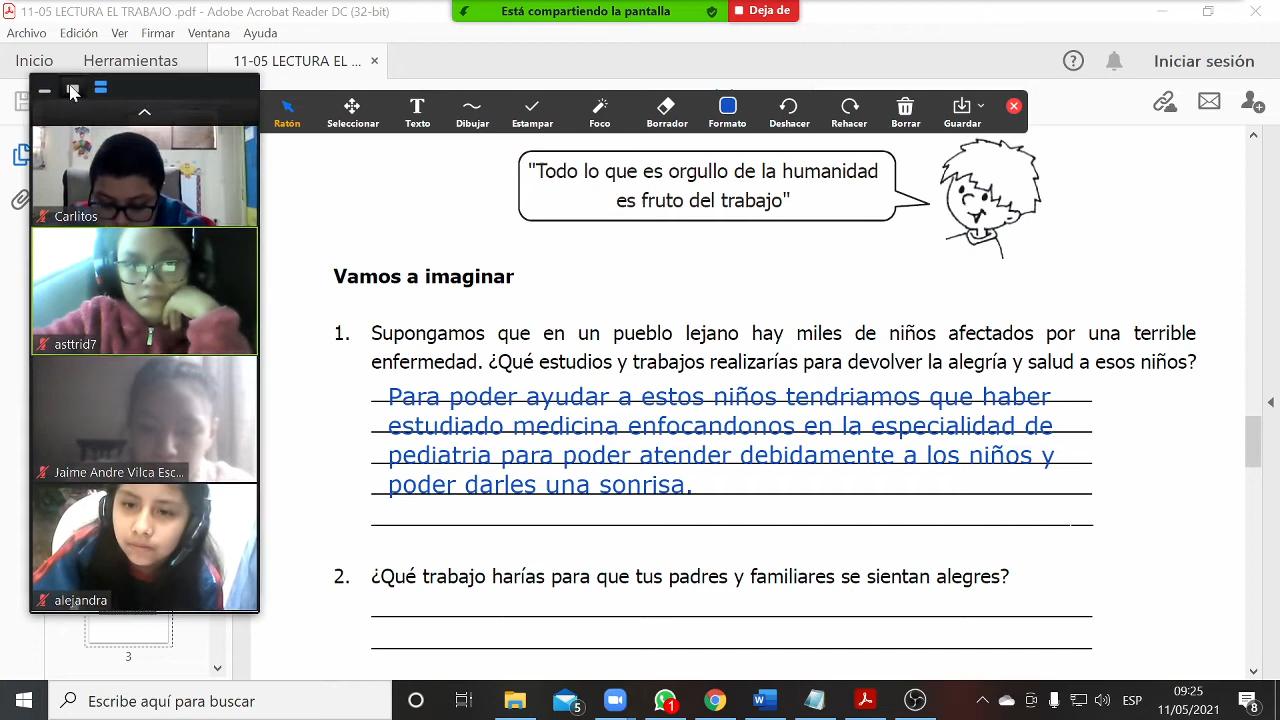 11-05 LECTURA EL TRABAJO .pdf - Adobe Acrobat Reader DC (32-bit)
Está compartiendo la pantalla
Deja de
Archivo Edición Ver Firmar Ventana Ayuda
Inicio Herramientas 11-05 LECTURA EL ... Iniciar sesión
Ratón Seleccionar Texto Dibujar Estampar Foco Borrador Formato Deshacer Rehacer Borrar Guardar
"Todo lo que es orgullo de la humanidad
es fruto del trabajo"
Carlitos
Vamos a imaginar
1. Supongamos que en un pueblo lejano hay miles de niños afectados por una terrible
enfermedad. ¿Qué estudios y trabajos realizarías para devolver la alegría y salud a esos niños?
asttrid7
Para poder ayudar a estos niños tendriamos que haber
estudiado medicina enfocandonos en la especialidad de
pediatria para poder atender debidamente a los niños y
poder darles una sonrisa.
Jaime Andre Vilca Esc...
2. ¿Qué trabajo harías para que tus padres y familiares se sientan alegres?
alejandra
3
Escribe aquí para buscar
5
1
ESP
09:25
11/05/2021
8